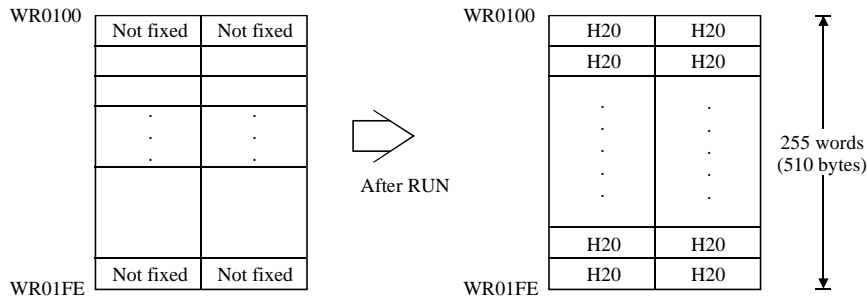 WR0100
Not fixed Not fixed
.
.
.
.
.
.
Not fixed Not fixed
WR01FE
After RUN
WR0100
H20 H20
H20 H20
.
.
.
.
.
.
.
.
.
.
H20 H20
H20 H20
WR01FE
255 words
(510 bytes)